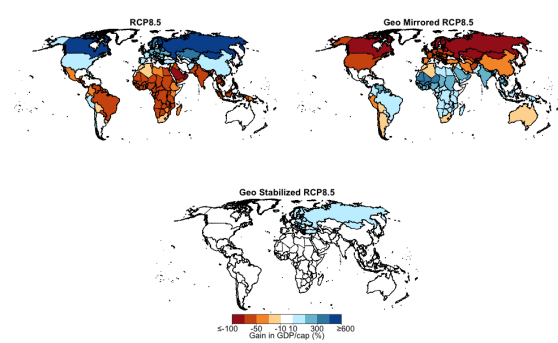 RCP8.5
Geo Mirrored RCP8.5
Geo Stabilized RCP8.5
≤-100 -50 -10 10 300 ≥600
Gain in GDP/cap (%)